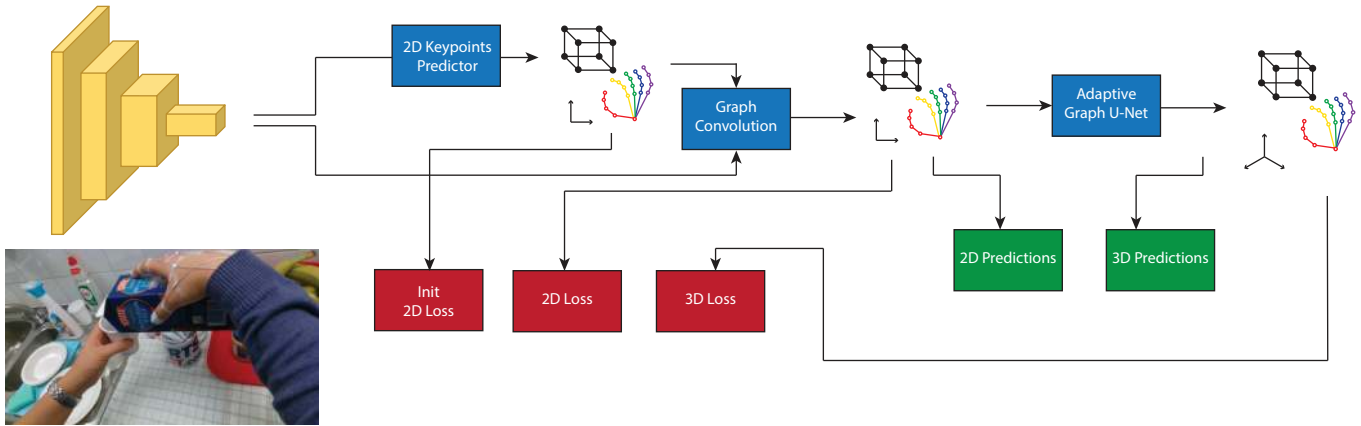 2D Keypoints
Predictor
Graph
Convolution
Adaptive
Graph U-Net
2D Predictions
3D Predictions
Init
2D Loss
2D Loss
3D Loss